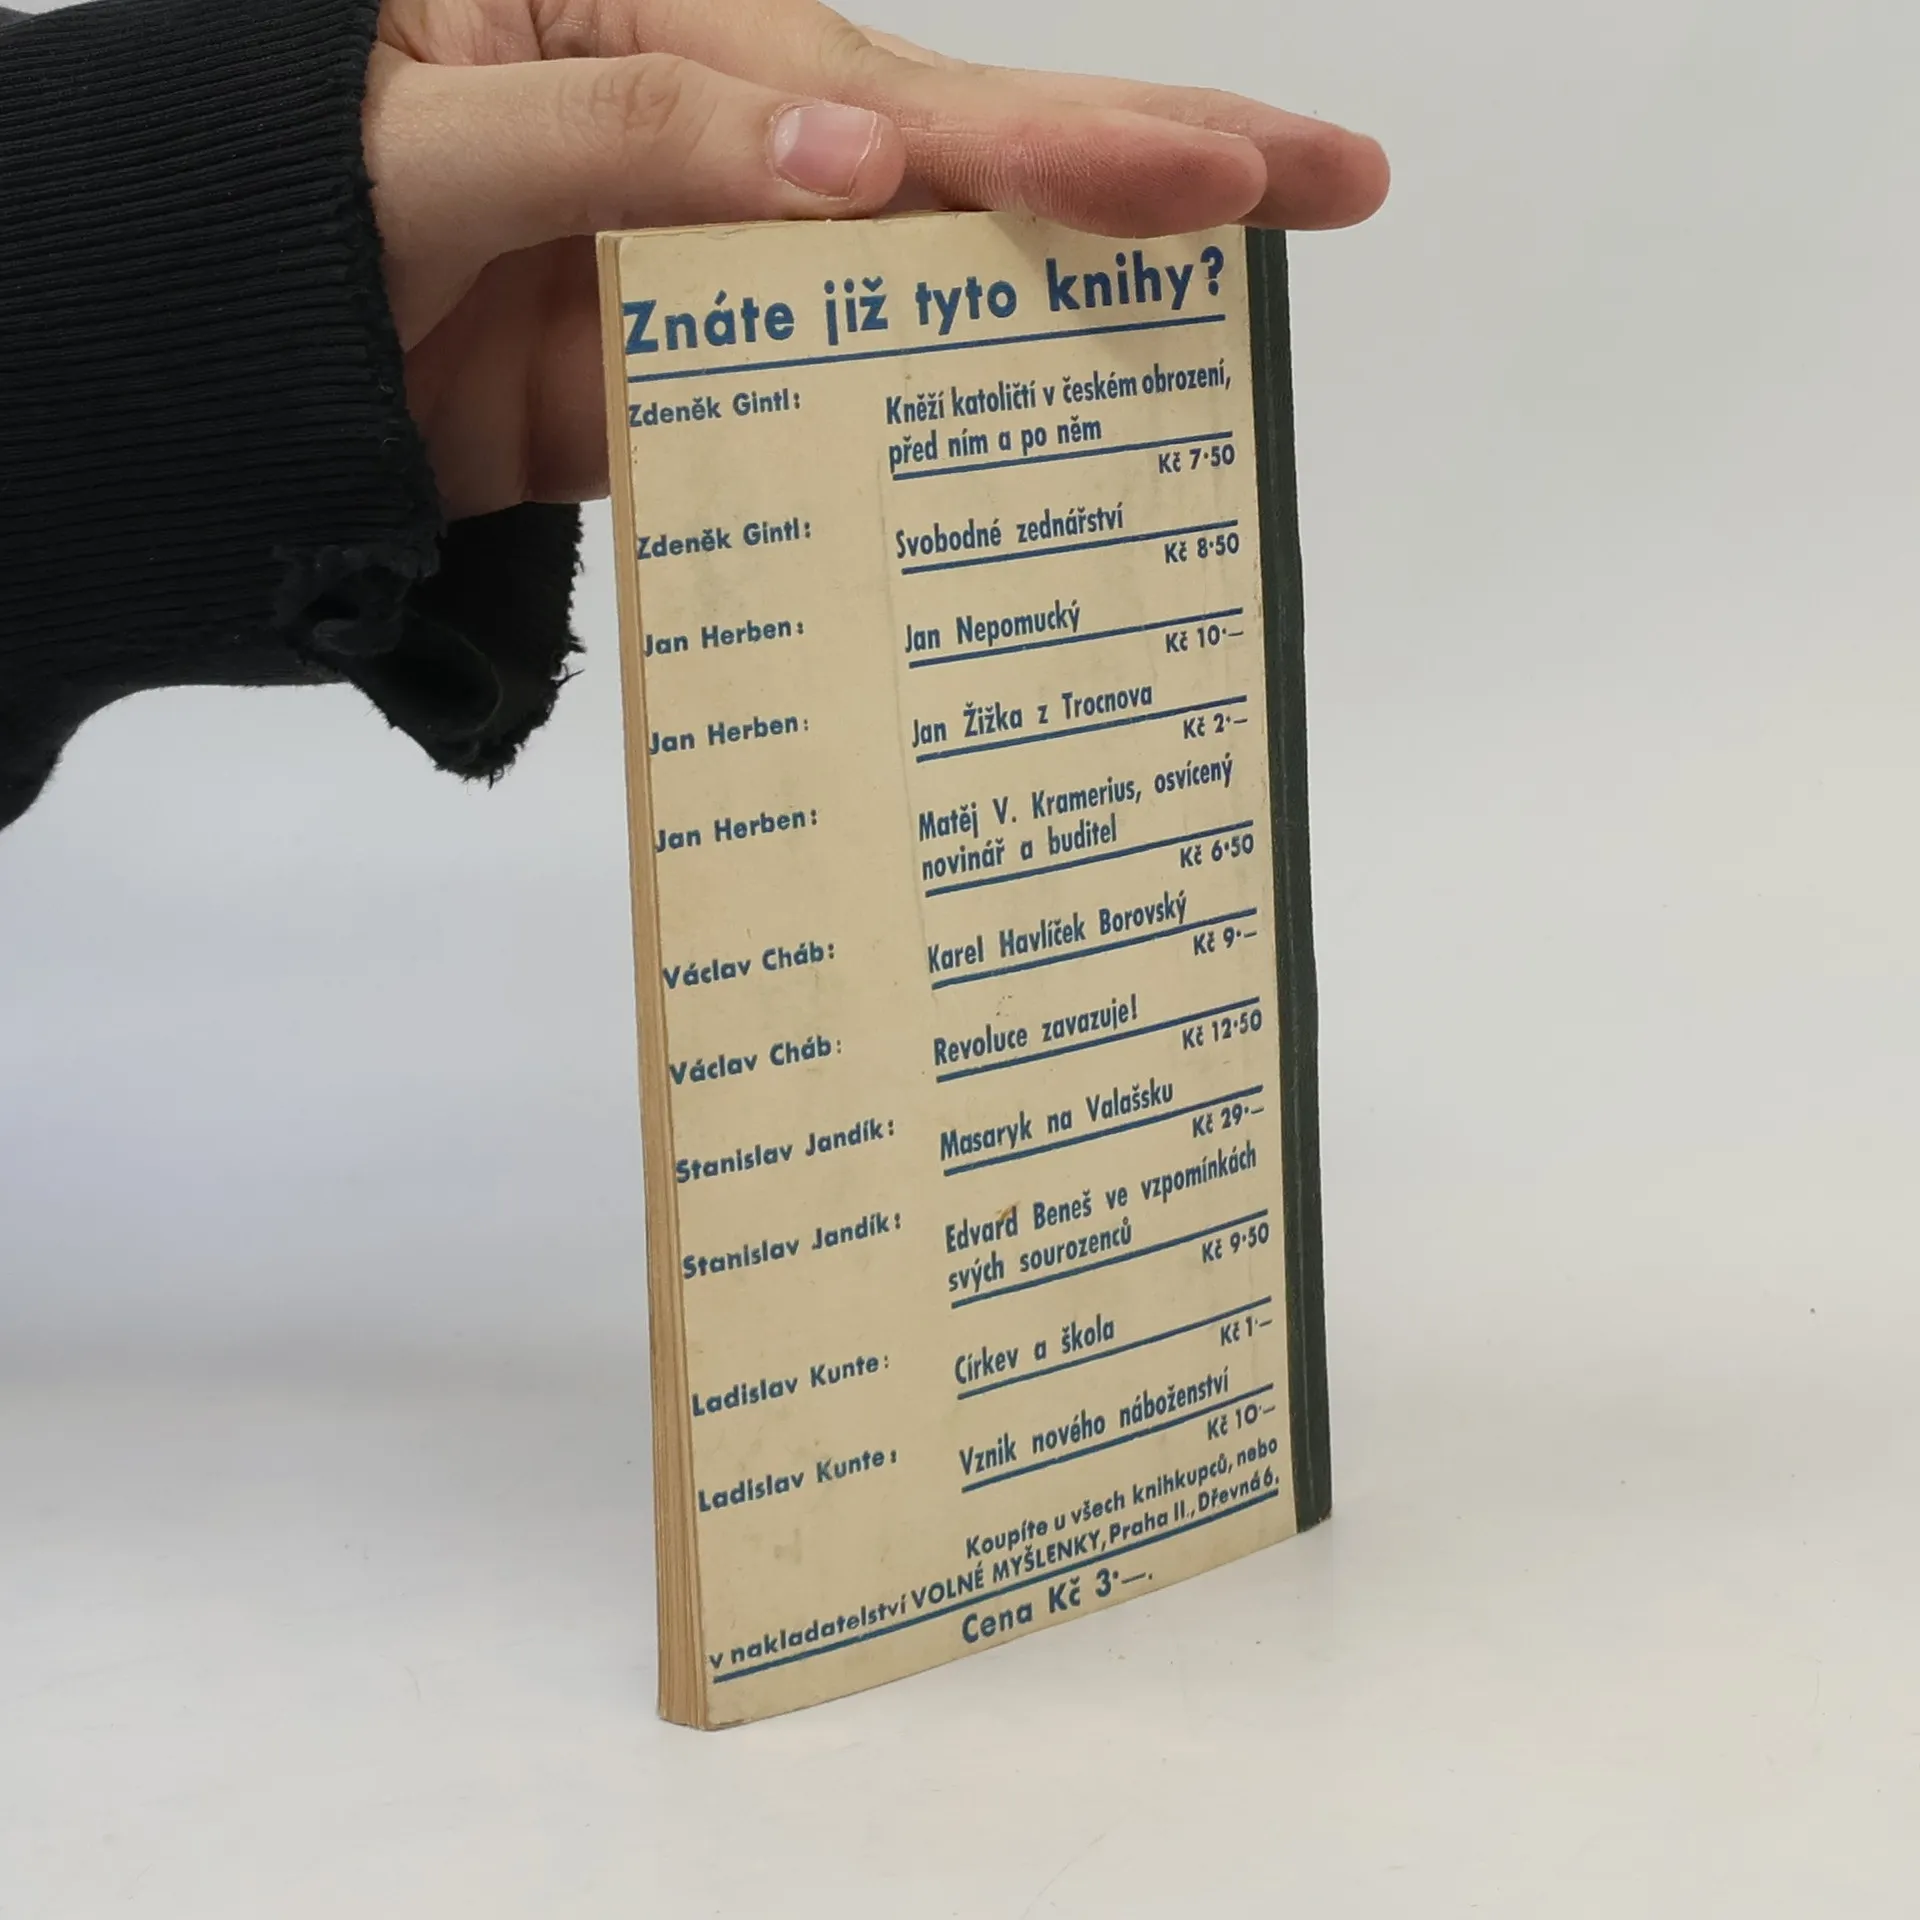 Znáte již tyto knihy?
Zdeněk Gintl: Kněží katoličtí v českém obrození,
před ním a po něm
Kč 7·50
Zdeněk Gintl: Svobodné zednářství
Kč 8·50
Jan Herben: Jan Nepomucký
Kč 10·—
Jan Herben: Jan Žižka z Trocnova
Kč 2·—
Jan Herben: Matěj V. Kramerius, osvícený
novinář a buditel
Kč 6·50
Václav Cháb: Karel Havlíček Borovský
Kč 9·—
Václav Cháb: Revoluce zavazuje!
Kč 12·50
Stanislav Jandík: Masaryk na Valašsku
Kč 29·—
Stanislav Jandík: Edvard Beneš ve vzpomínkách
svých sourozenců
Kč 9·50
Ladislav Kunte: Církev a škola
Kč 1·—
Ladislav Kunte: Vznik nového náboženství
Kč 10·—
Koupíte u všech knihkupců, nebo
v nakladatelství VOLNÉ MYŠLENKY, Praha II., Dřevná 6.
Cena Kč 3·—.